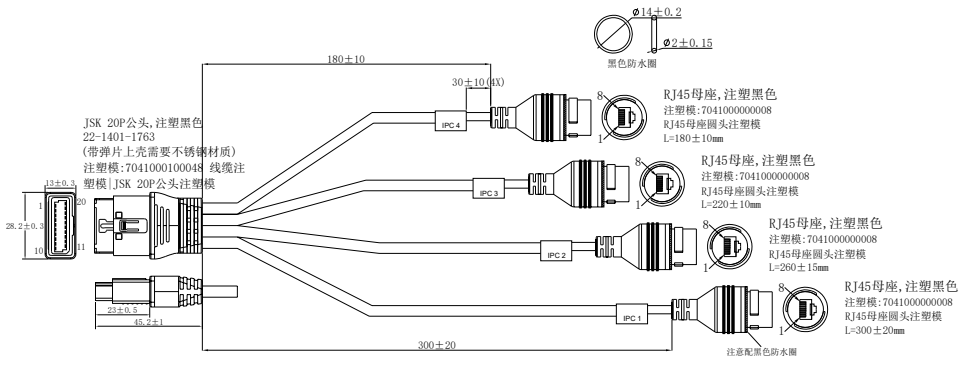 φ14±0.2
φ2±0.15
黑色防水圈
180±10
30±10(4X)
JSK 20P公头,注塑黑色
22-1401-1763
(带弹片上壳需要不锈钢材质)
注塑模:7041000100048 线缆注
塑模|JSK 20P公头注塑模
13±0.3
1
20
28.2±0.3
10
11
23±0.5
45.2±1
300±20
IPC 4
8
1
RJ45母座,注塑黑色
注塑模:7041000000008
RJ45母座圆头注塑模
L=180±10mm
IPC 3
8
1
RJ45母座,注塑黑色
注塑模:7041000000008
RJ45母座圆头注塑模
L=220±10mm
IPC 2
8
1
RJ45母座,注塑黑色
注塑模:7041000000008
RJ45母座圆头注塑模
L=260±15mm
IPC 1
8
1
RJ45母座,注塑黑色
注塑模:7041000000008
RJ45母座圆头注塑模
L=300±20mm
注意配黑色防水圈